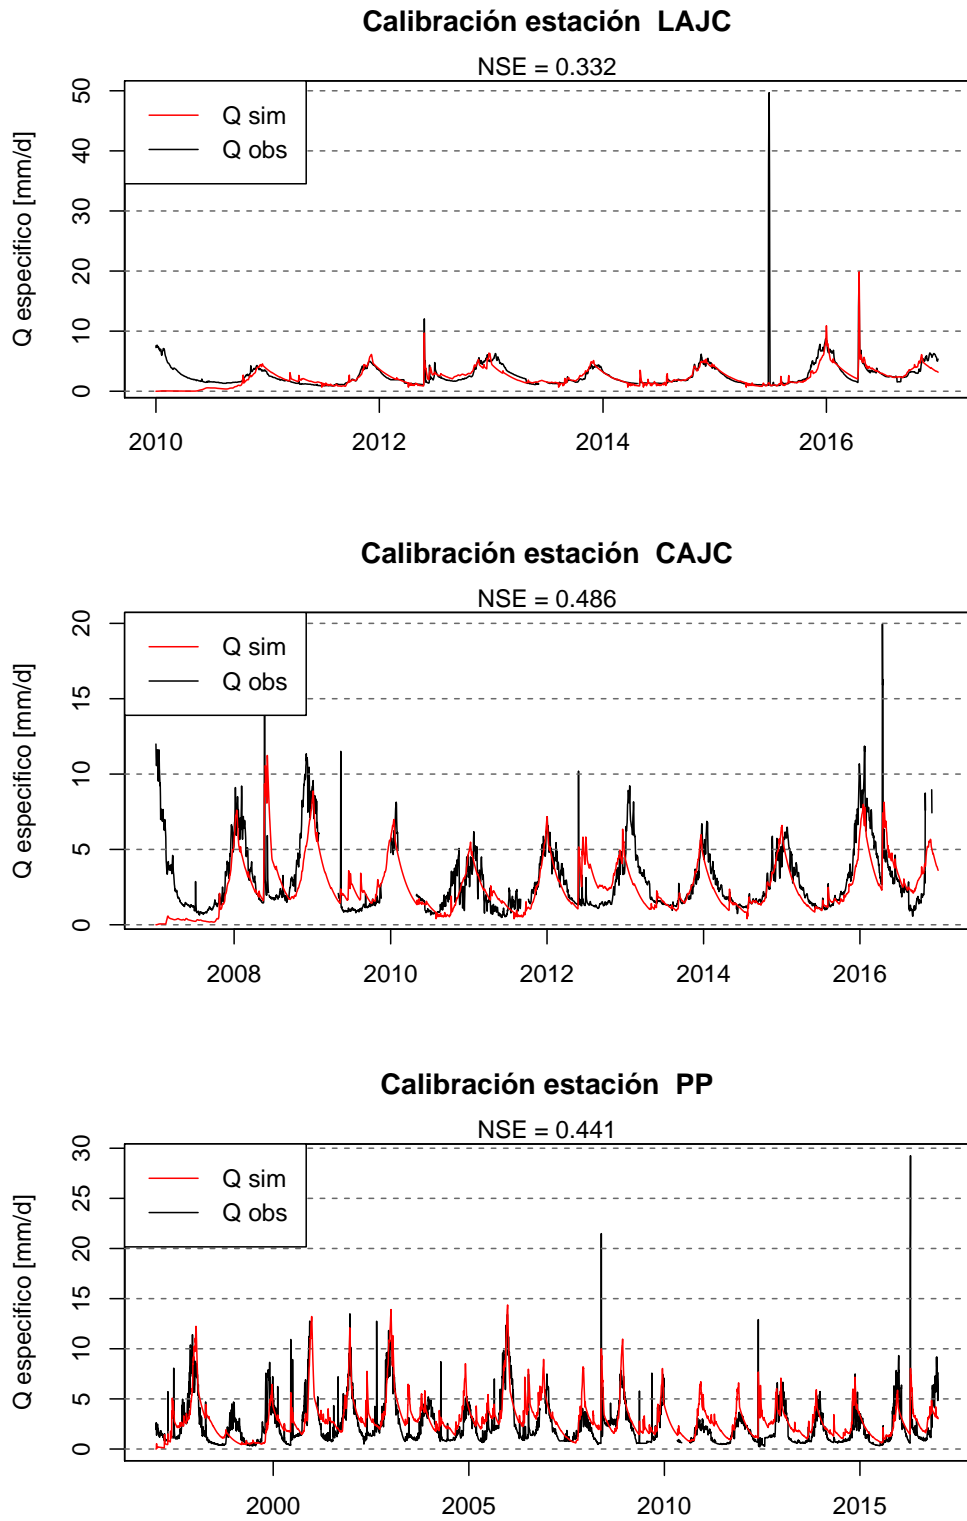 Calibración estación  LAJC
NSE = 0.332
Q especifico [mm/d]
50
40
30
20
10
0
Q sim
Q obs
2010
2012
2014
2016
Calibración estación  CAJC
NSE = 0.486
Q especifico [mm/d]
20
15
10
5
0
Q sim
Q obs
2008
2010
2012
2014
2016
Calibración estación  PP
NSE = 0.441
Q especifico [mm/d]
30
25
20
15
10
5
0
Q sim
Q obs
2000
2005
2010
2015